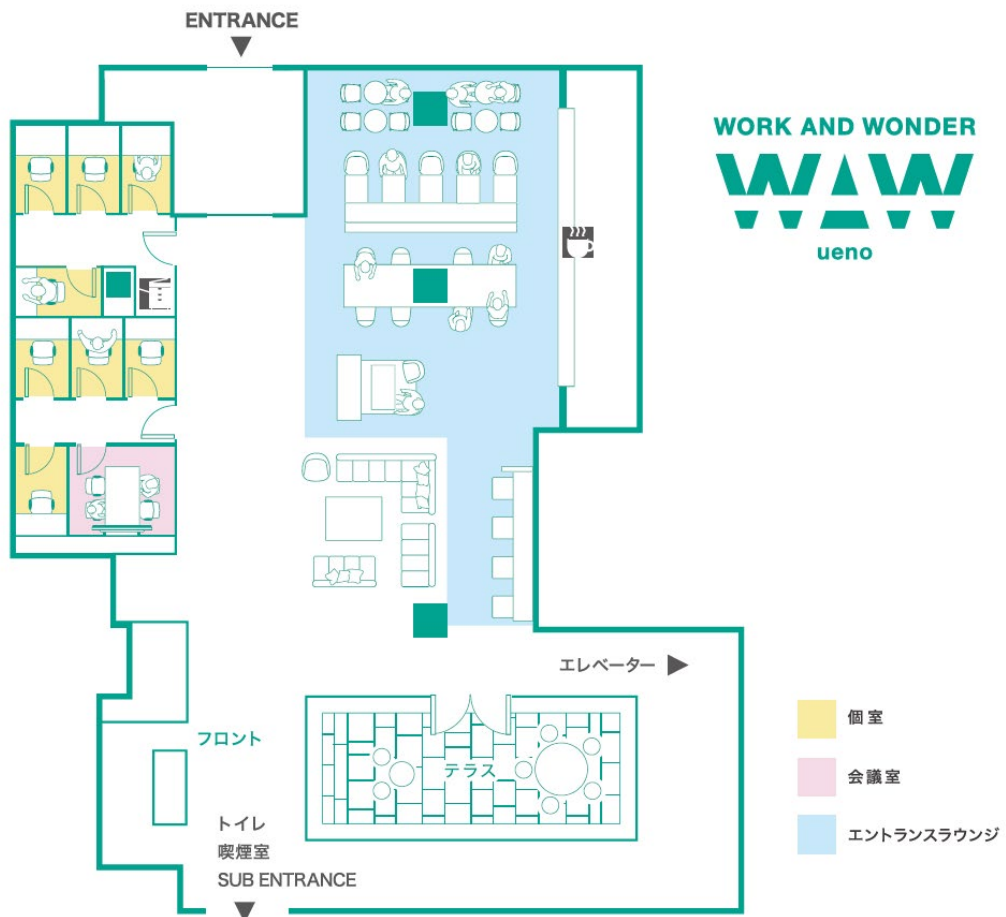 ENTRANCE
WORK AND WONDER
WAW
ueno
エレベーター
フロント
テラス
トイレ
喫煙室
SUB ENTRANCE
個室
会議室
エントランスラウンジ